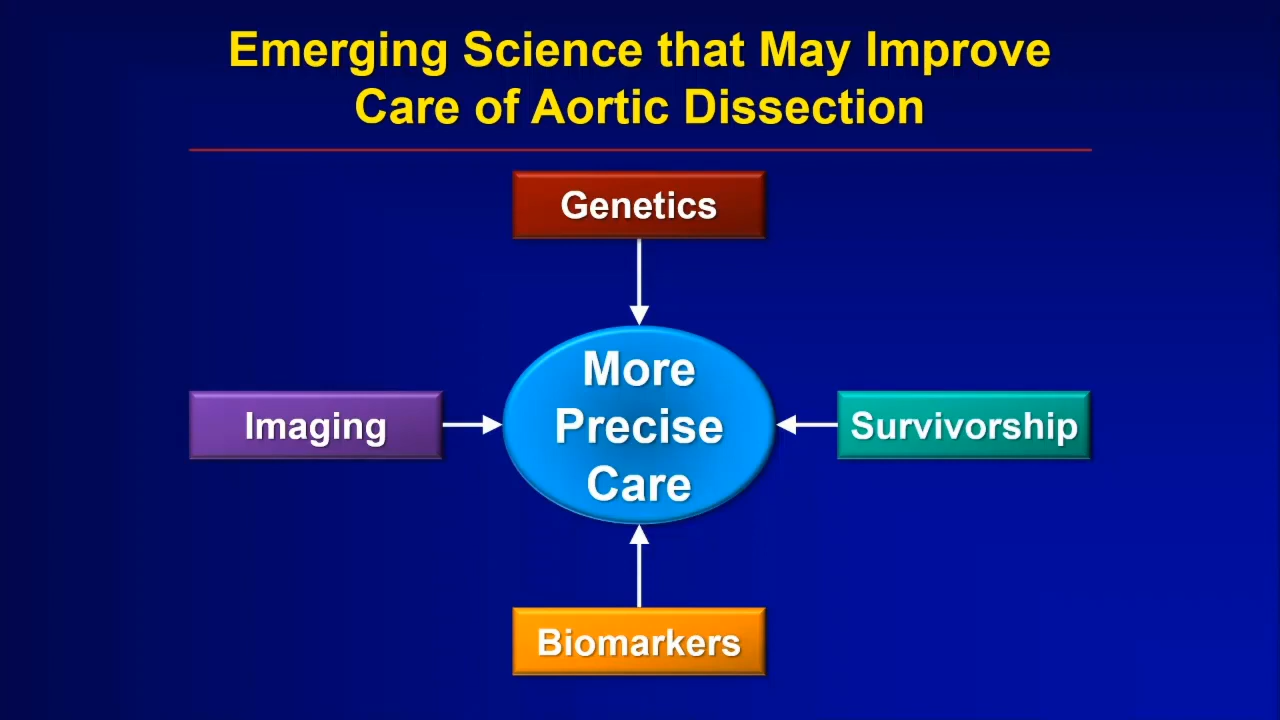 Emerging Science that May Improve
Care of Aortic Dissection
Genetics
More
Precise
Care
Imaging
Survivorship
Biomarkers